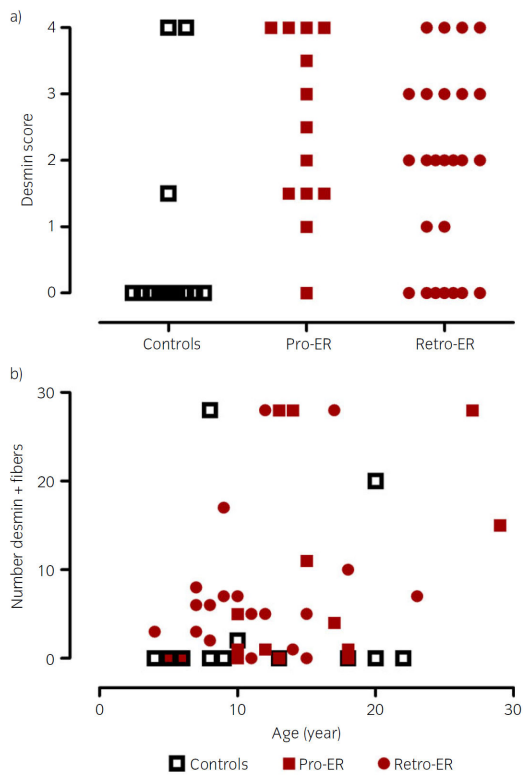 a)
4
3
2
1
0
Desmin score
Controls Pro-ER Retro-ER
b)
30
20
10
0
Number desmin + fibers
0 10 20 30
Age (year)
Controls Pro-ER Retro-ER